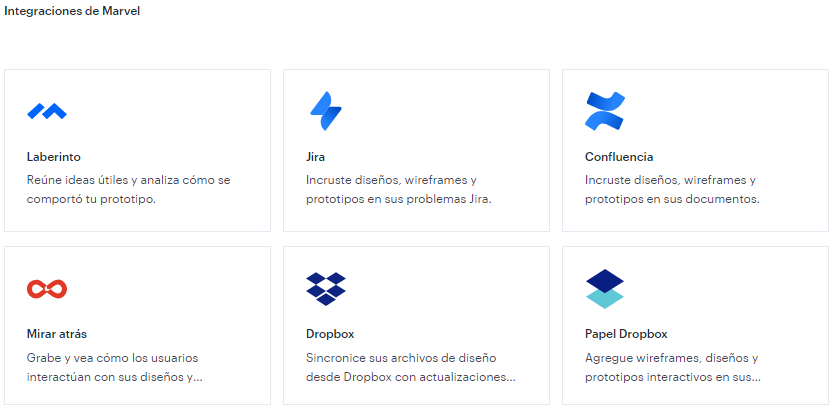 Integraciones de Marvel
Laberinto
Reúne ideas útiles y analiza cómo se
comportó tu prototipo.
Jira
Incruste diseños, wireframes y
prototipos en sus problemas Jira.
Confluencia
Incruste diseños, wireframes y
prototipos en sus documentos.
Mirar atrás
Grabe y vea cómo los usuarios
interactúan con sus diseños y...
Dropbox
Sincronice sus archivos de diseño
desde Dropbox con actualizaciones...
Papel Dropbox
Agregue wireframes, diseños y
prototipos interactivos en sus...